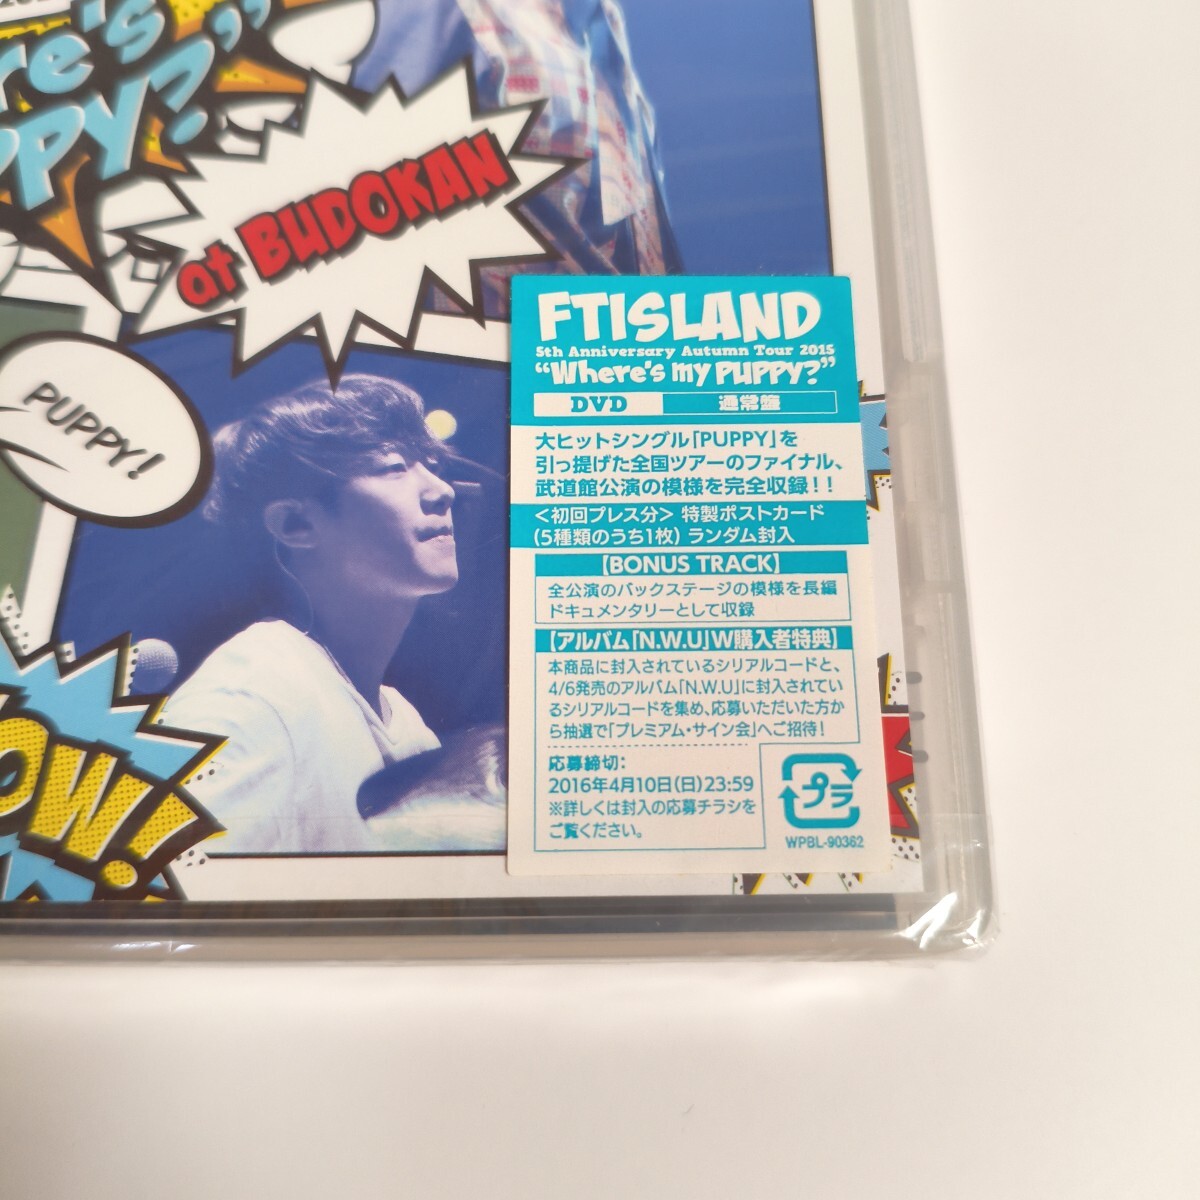 re's
PPY?"
at BUDOKAN
PUPPY!
OW!
FTISLAND
5th Anniversary Autumn Tour 2015
"Where's my PUPPY?"
DVD 通常盤
大ヒットシングル「PUPPY」を
引っ提げた全国ツアーのファイナル、
武道館公演の模様を完全収録!!
<初回プレス分> 特製ポストカード
(5種類のうち1枚) ランダム封入
【BONUS TRACK】
全公演のバックステージの模様を長編
ドキュメンタリーとして収録
【アルバム「N.W.U」W購入者特典】
本商品に封入されているシリアルコードと、
4/6発売のアルバム「N.W.U」に封入されてい
るシリアルコードを集め、応募いただいた方か
ら抽選で「プレミアム・サイン会」へご招待!
応募締切:
2016年4月10日(日)23:59
※詳しくは封入の応募チラシを
ご覧ください。
プラ
WPBL-90362